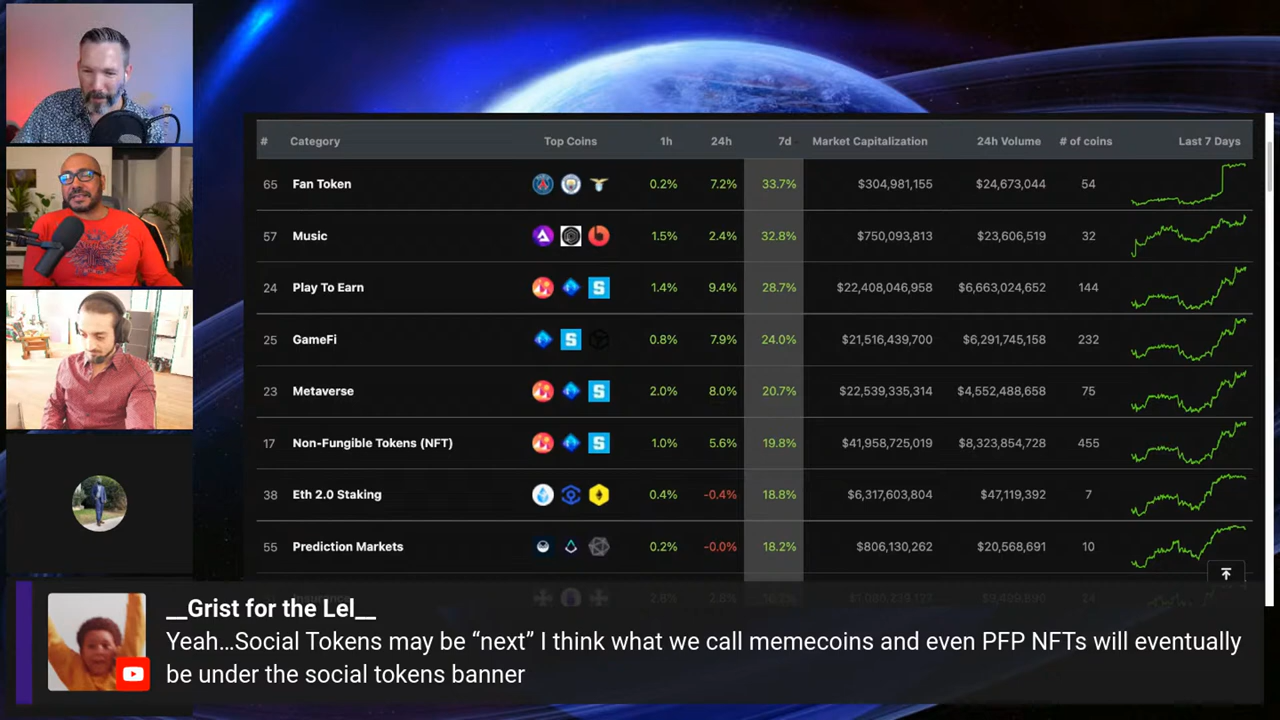 # Category Top Coins 1h 24h 7d Market Capitalization 24h Volume # of coins Last 7 Days
65 Fan Token 0.2% 7.2% 33.7% $304,981,155 $24,673,044 54
57 Music 1.5% 2.4% 32.8% $750,093,813 $23,606,519 32
24 Play To Earn S 1.4% 9.4% 28.7% $22,408,046,958 $6,663,024,652 144
25 GameFi S 0.8% 7.9% 24.0% $21,516,439,700 $6,291,745,158 232
23 Metaverse S 2.0% 8.0% 20.7% $22,539,335,314 $4,552,488,658 75
17 Non-Fungible Tokens (NFT) S 1.0% 5.6% 19.8% $41,958,725,019 $8,323,854,728 455
38 Eth 2.0 Staking 0.4% -0.4% 18.8% $6,317,603,804 $47,119,392 7
55 Prediction Markets 0.2% -0.0% 18.2% $806,130,262 $20,568,691 10
__Grist for the Lel__
Yeah…Social Tokens may be “next” I think what we call memecoins and even PFP NFTs will eventually
be under the social tokens banner